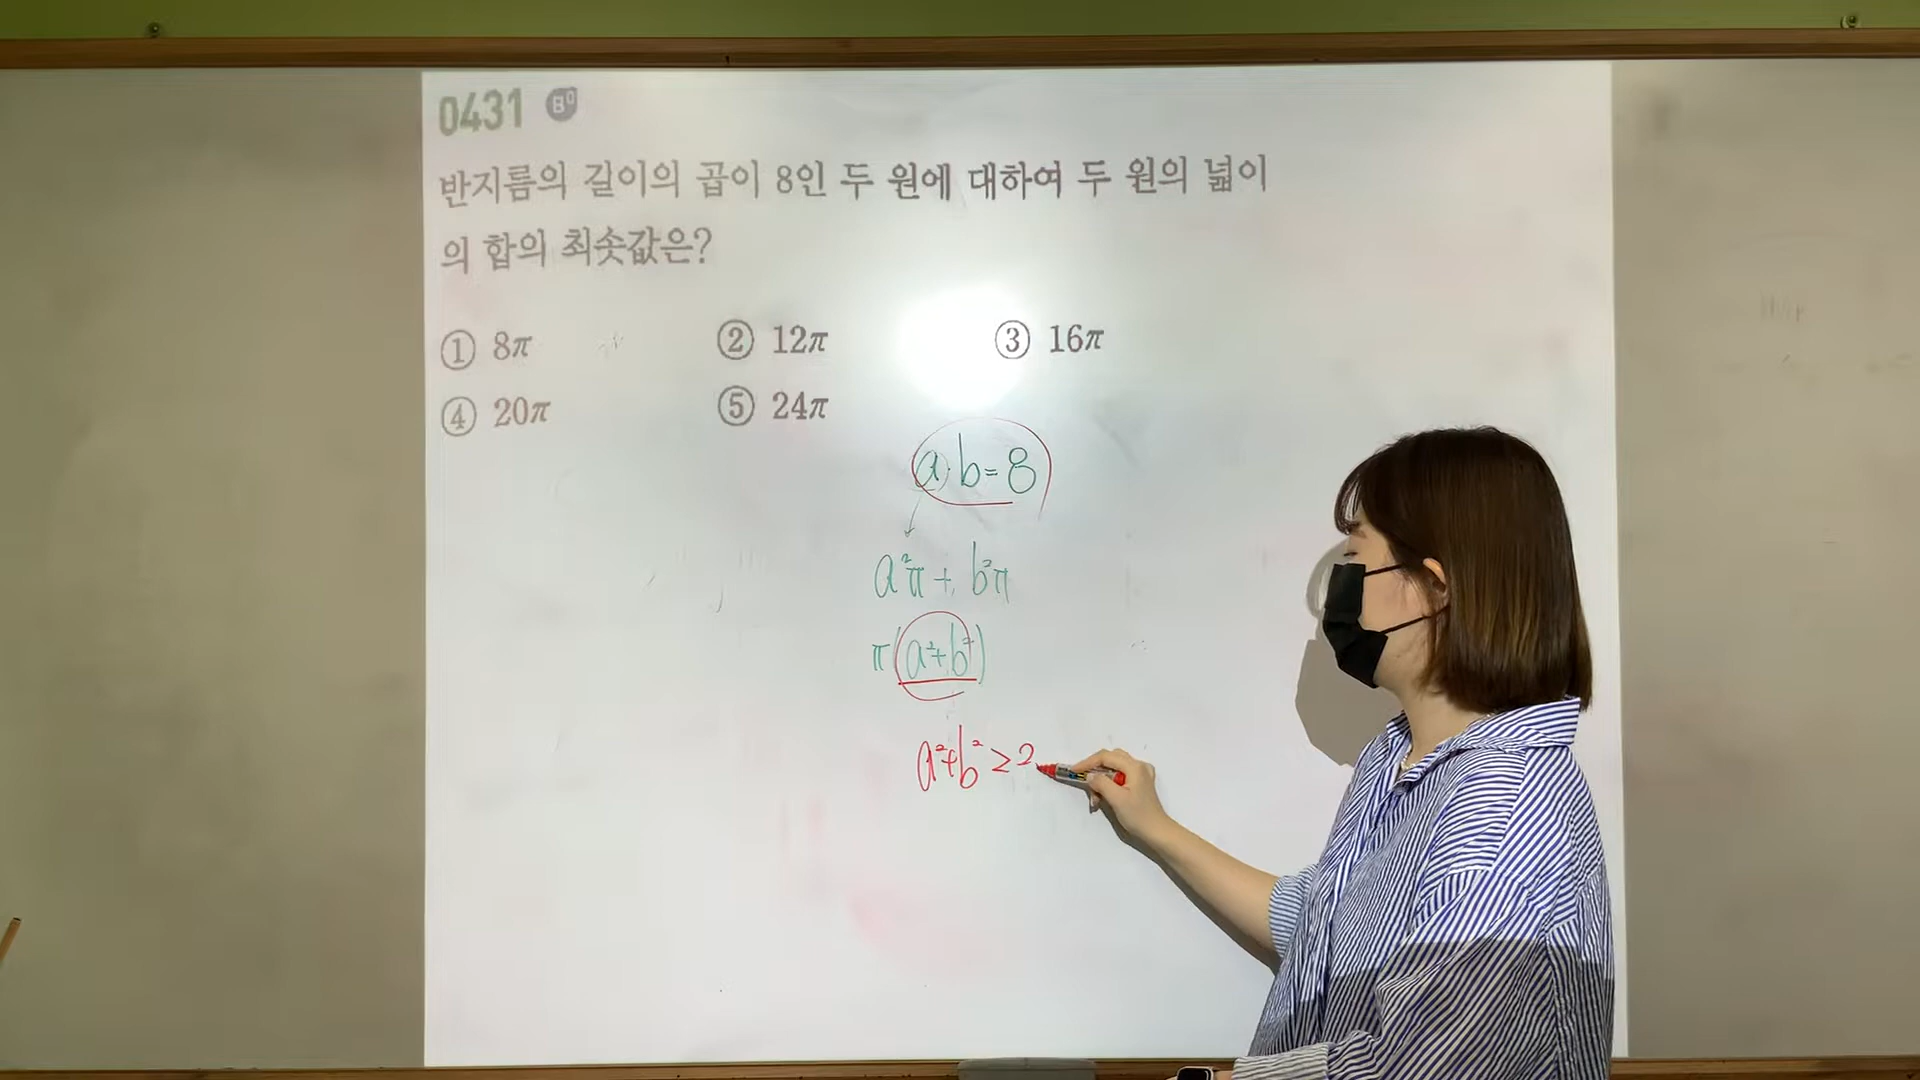 0431 B⁰
반지름의 길이의 곱이 8인 두 원에 대하여 두 원의 넓이
의 합의 최솟값은?
① 8π ② 12π ③ 16π
④ 20π ⑤ 24π
a·b=8
a²π + b²π
π(a²+b²)
a²+b² ≥ 2